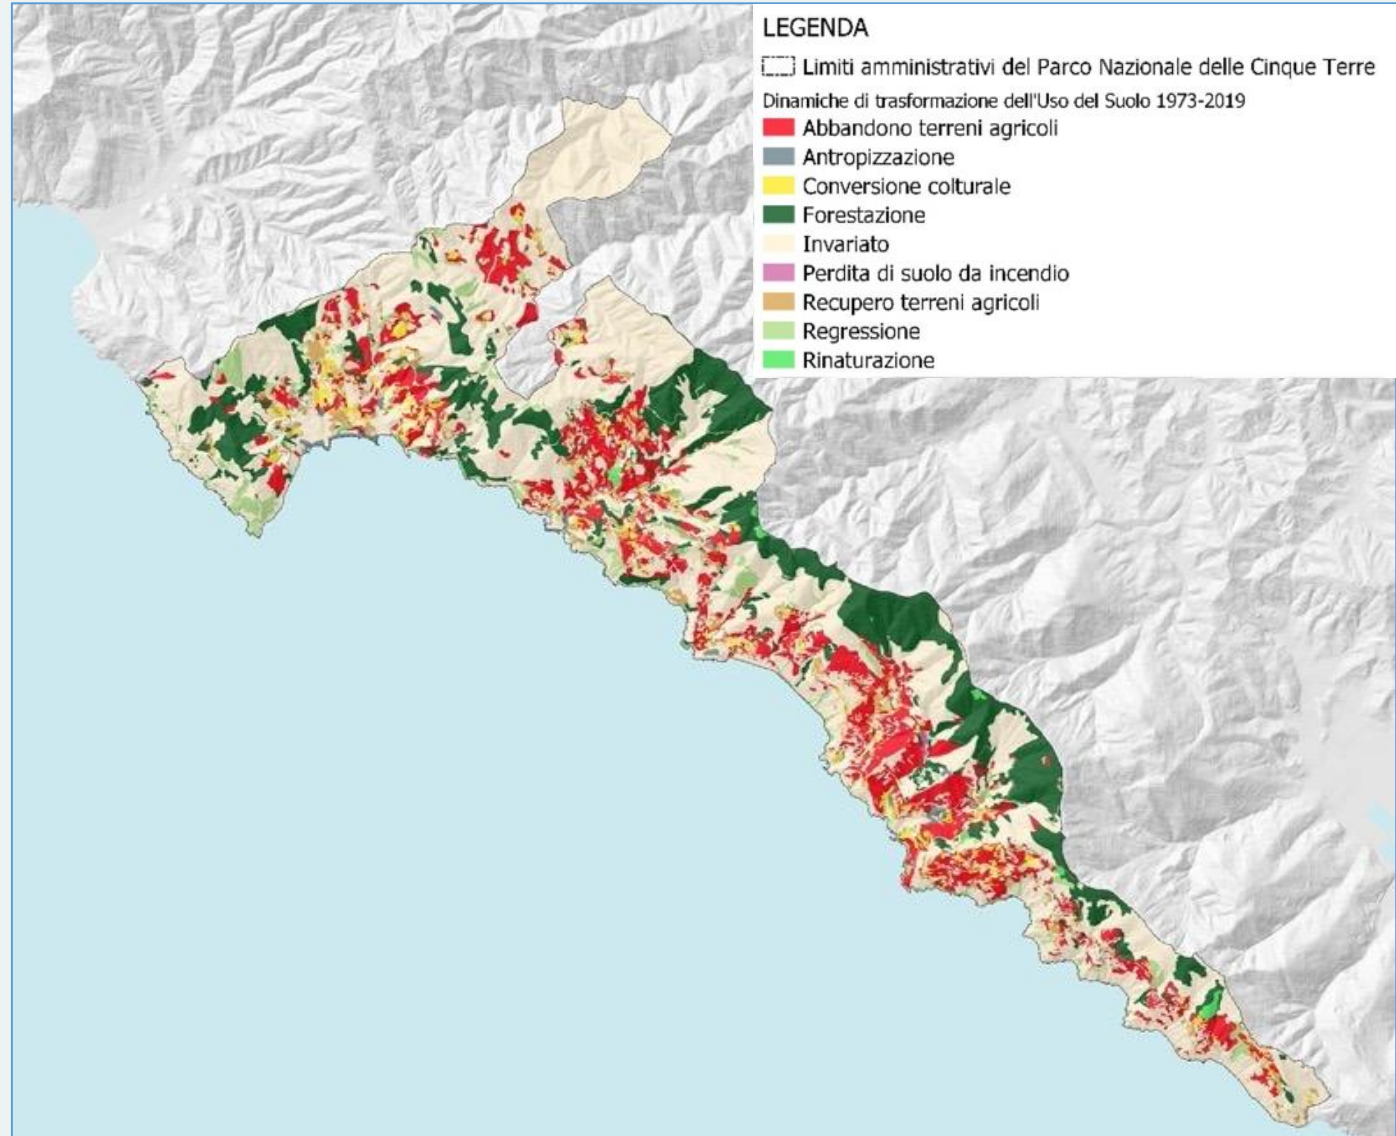 LEGENDA
Limiti amministrativi del Parco Nazionale delle Cinque Terre
Dinamiche di trasformazione dell'Uso del Suolo 1973-2019
Abbandono terreni agricoli
Antropizzazione
Conversione colturale
Forestazione
Invariato
Perdita di suolo da incendio
Recupero terreni agricoli
Regressione
Rinaturazione